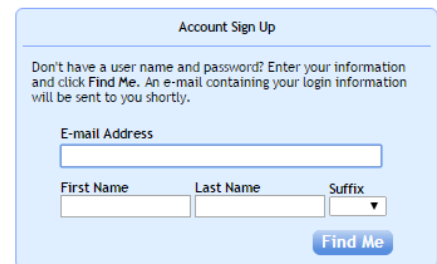 Account Sign Up
Don't have a user name and password? Enter your information
and click Find Me. An e-mail containing your login information
will be sent to you shortly.
E-mail Address
First Name Last Name Suffix
Find Me